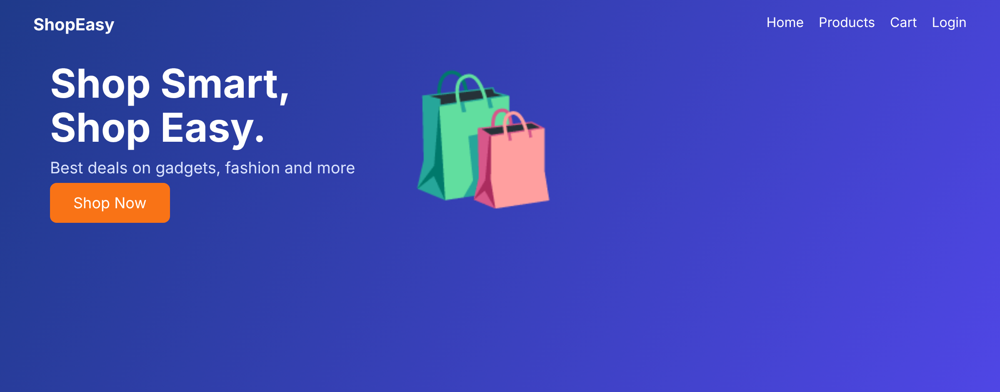 ShopEasy
Home Products Cart Login
Shop Smart,
Shop Easy.
Best deals on gadgets, fashion and more
Shop Now